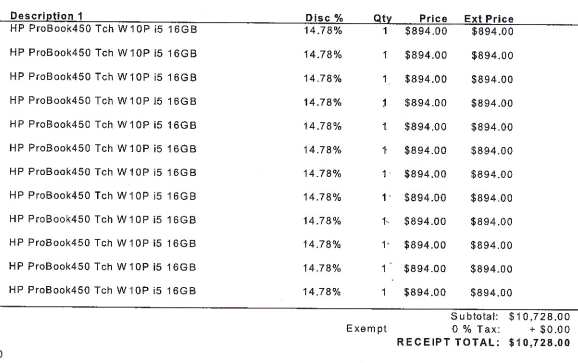 Description 1 Disc % Qty Price Ext Price
HP ProBook450 Tch W10P i5 16GB 14.78% 1 $894.00 $894.00
HP ProBook450 Tch W10P i5 16GB 14.78% 1 $894.00 $894.00
HP ProBook450 Tch W10P i5 16GB 14.78% 1 $894.00 $894.00
HP ProBook450 Tch W10P i5 16GB 14.78% 1 $894.00 $894.00
HP ProBook450 Tch W10P i5 16GB 14.78% 1 $894.00 $894.00
HP ProBook450 Tch W10P i5 16GB 14.78% 1 $894.00 $894.00
HP ProBook450 Tch W10P i5 16GB 14.78% 1 $894.00 $894.00
HP ProBook450 Tch W10P i5 16GB 14.78% 1 $894.00 $894.00
HP ProBook450 Tch W10P i5 16GB 14.78% 1 $894.00 $894.00
HP ProBook450 Tch W10P i5 16GB 14.78% 1 $894.00 $894.00
HP ProBook450 Tch W10P i5 16GB 14.78% 1 $894.00 $894.00
HP ProBook450 Tch W10P i5 16GB 14.78% 1 $894.00 $894.00
Subtotal: $10,728.00
Exempt 0 % Tax: + $0.00
RECEIPT TOTAL: $10,728.00